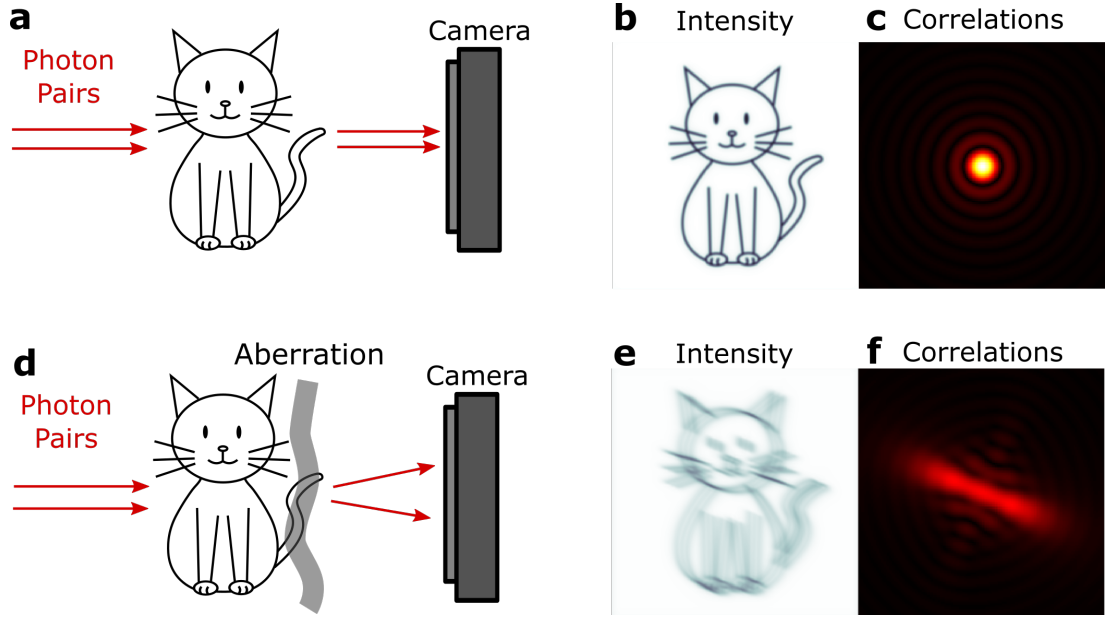 a
Photon
Pairs
Camera
b Intensity
c Correlations
d
Aberration
Photon
Pairs
Camera
e Intensity
f Correlations